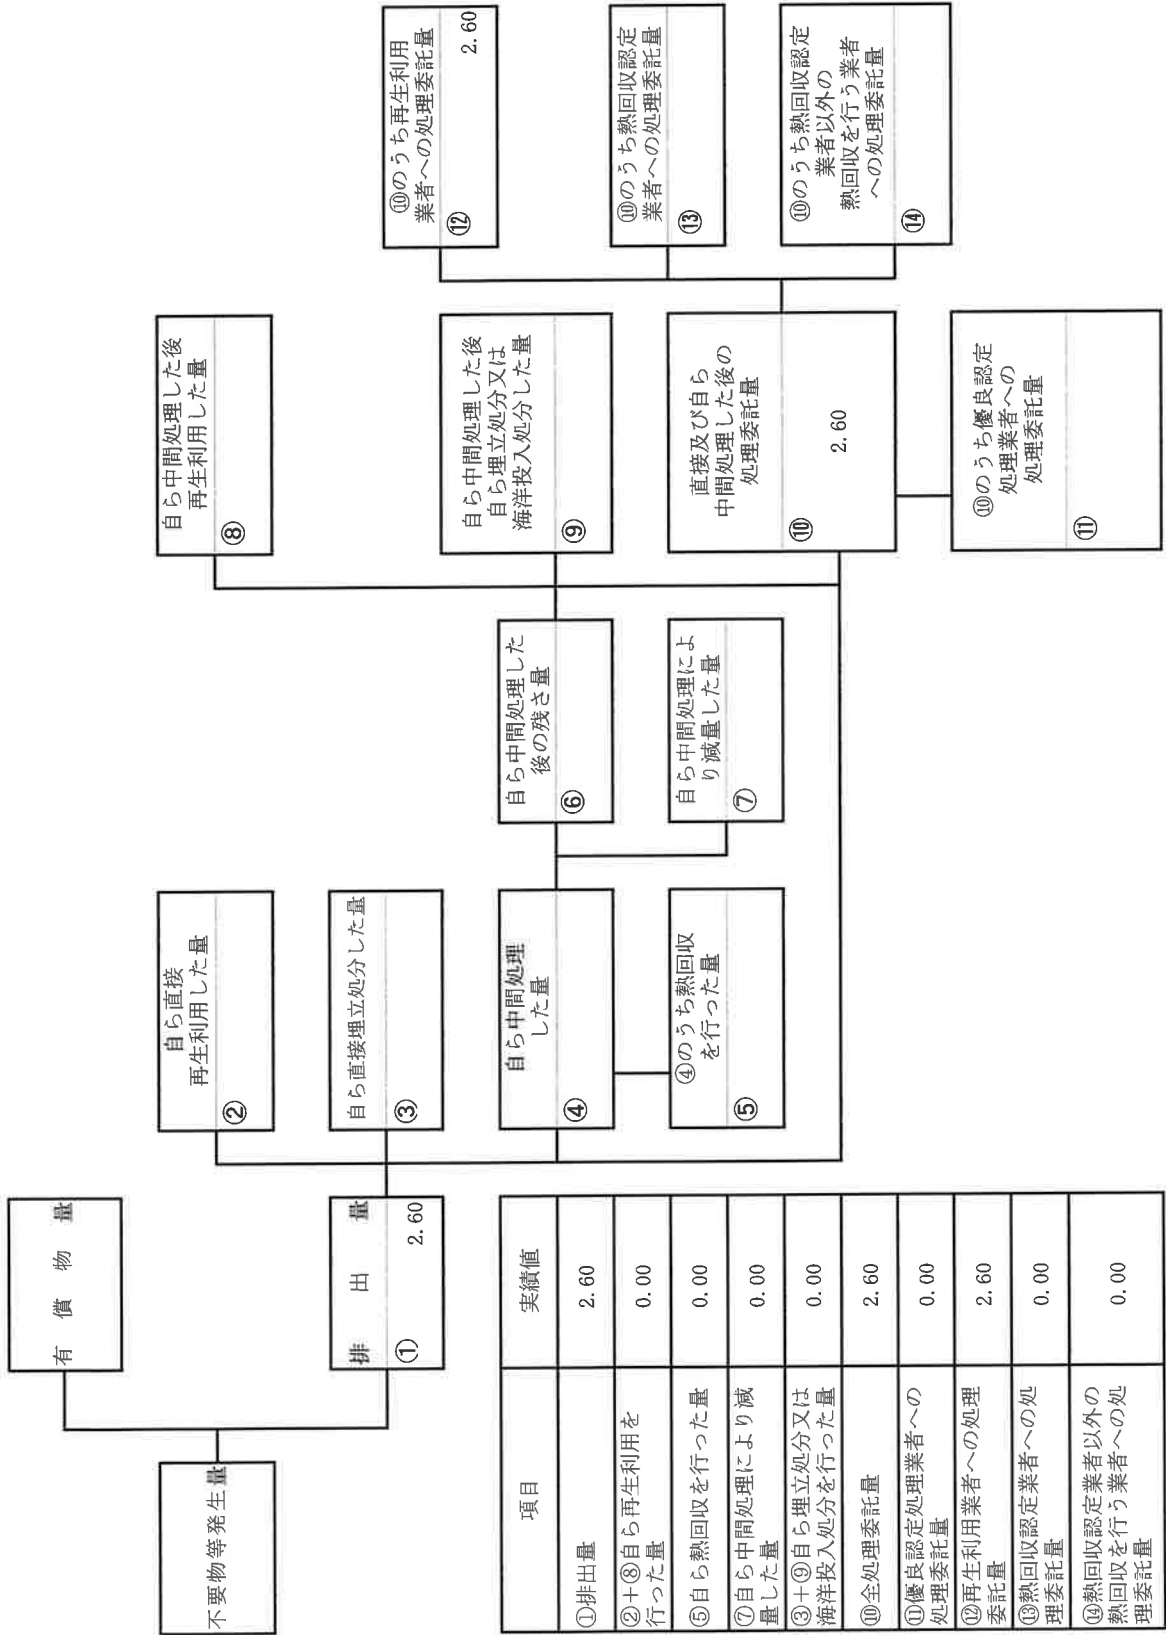 不要物等発生量
有償物量
排出量
①
2.60
自ら直接
再生利用した量
②
自ら直接埋立処分した量
③
自ら中間処理
した量
④
④のうち熱回収
を行った量
⑤
自ら中間処理した
後の残さ量
⑥
自ら中間処理によ
り減量した量
⑦
自ら中間処理した後
再生利用した量
⑧
自ら中間処理した後
自ら埋立処分又は
海洋投入処分した量
⑨
直接及び自ら
中間処理した後の
処理委託量
⑩
2.60
⑩のうち優良認定
処理業者への
処理委託量
⑪
⑩のうち再生利用
業者への処理委託量
⑫
2.60
⑩のうち熱回収認定
業者への処理委託量
⑬
⑩のうち熱回収認定
業者以外の
熱回収を行う業者
への処理委託量
⑭
項目 実績値
①排出量 2.60
②+⑧自ら再生利用を
行った量 0.00
⑤自ら熱回収を行った量 0.00
⑦自ら中間処理により減
量した量 0.00
③+⑨自ら埋立処分又は
海洋投入処分を行った量 0.00
⑩全処理委託量 2.60
⑪優良認定処理業者への
処理委託量 0.00
⑫再生利用業者への処理
委託量 2.60
⑬熱回収認定業者への処
理委託量 0.00
⑭熱回収認定業者以外の
熱回収を行う業者への処
理委託量 0.00